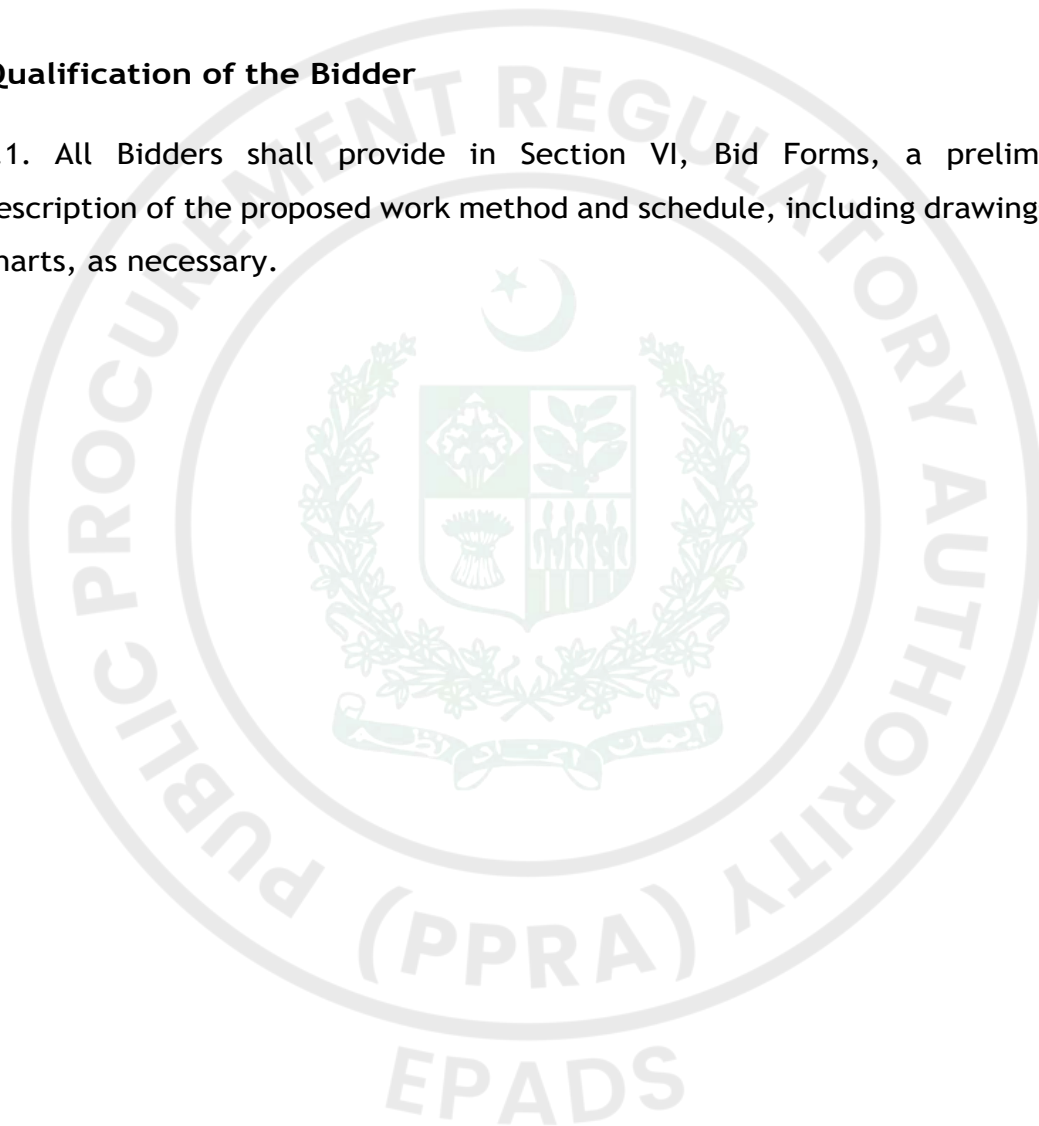 Qualification of the Bidder
.1. All Bidders shall provide in Section VI, Bid Forms, a prelim
escription of the proposed work method and schedule, including drawing
harts, as necessary.
PUBLIC PROCUREMENT REGULATORY AUTHORITY
(PPRA)
EPADS